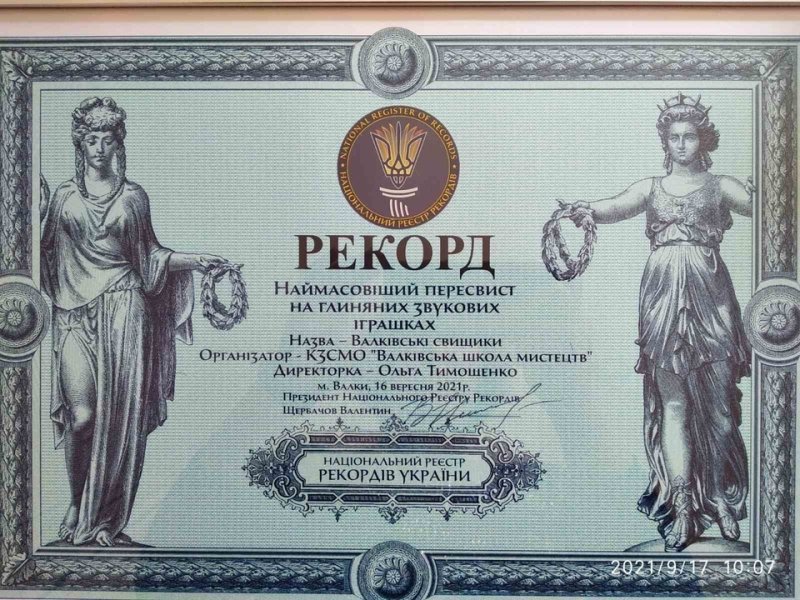 NATIONAL REGISTER OF RECORDS
НАЦІОНАЛЬНИЙ РЕЄСТР РЕКОРДІВ
РЕКОРД
Наймасовіший пересвист
на глиняних звукових
іграшках
Назва – Валківські свищики
Організатор - КЗСМО "Валківська школа мистецтв"
Директорка – Ольга Тимошенко
м. Валки, 16 вересня 2021г.
Президент Національного Реєстру Рекордів
Щербачов Валентин
НАЦІОНАЛЬНИЙ РЕЄСТР
РЕКОРДІВ УКРАЇНИ
2021/9/17 10:07